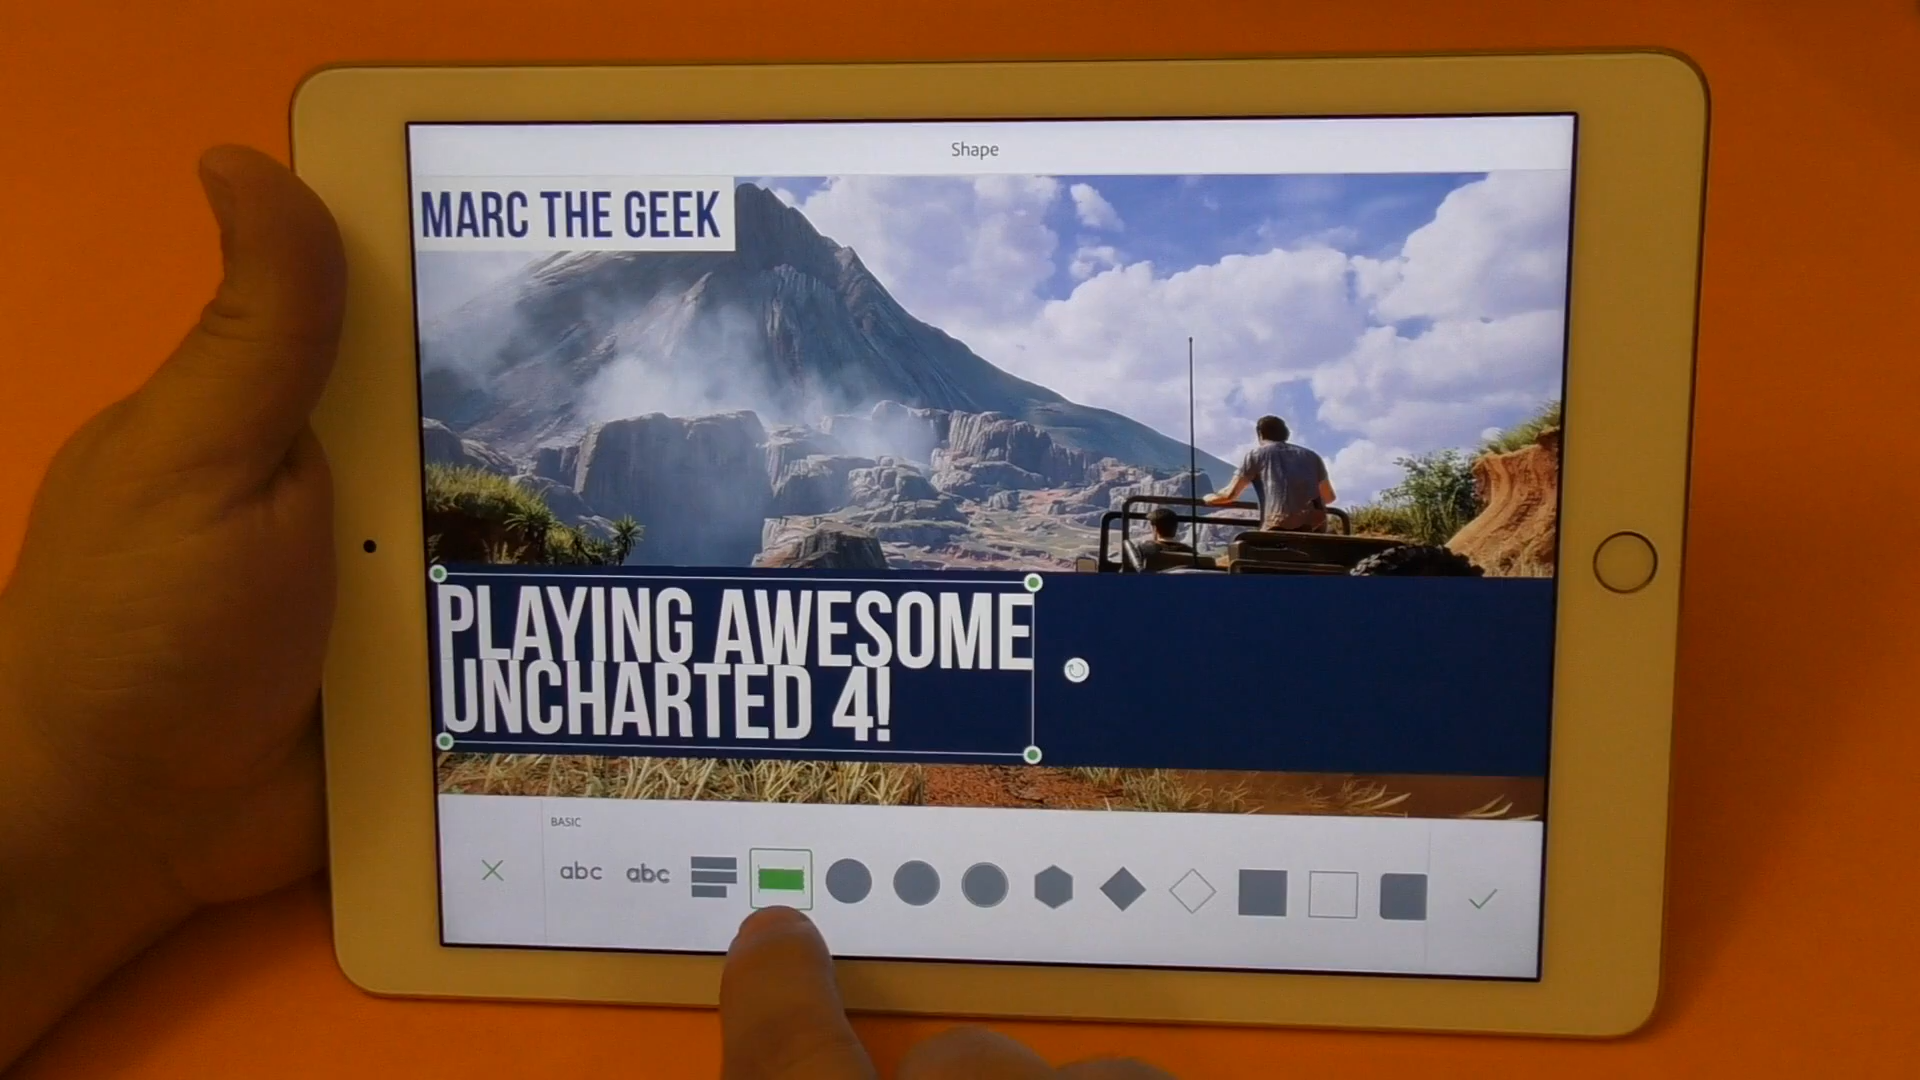 Shape
MARC THE GEEK
PLAYING AWESOME
UNCHARTED 4!
BASIC
abc abc